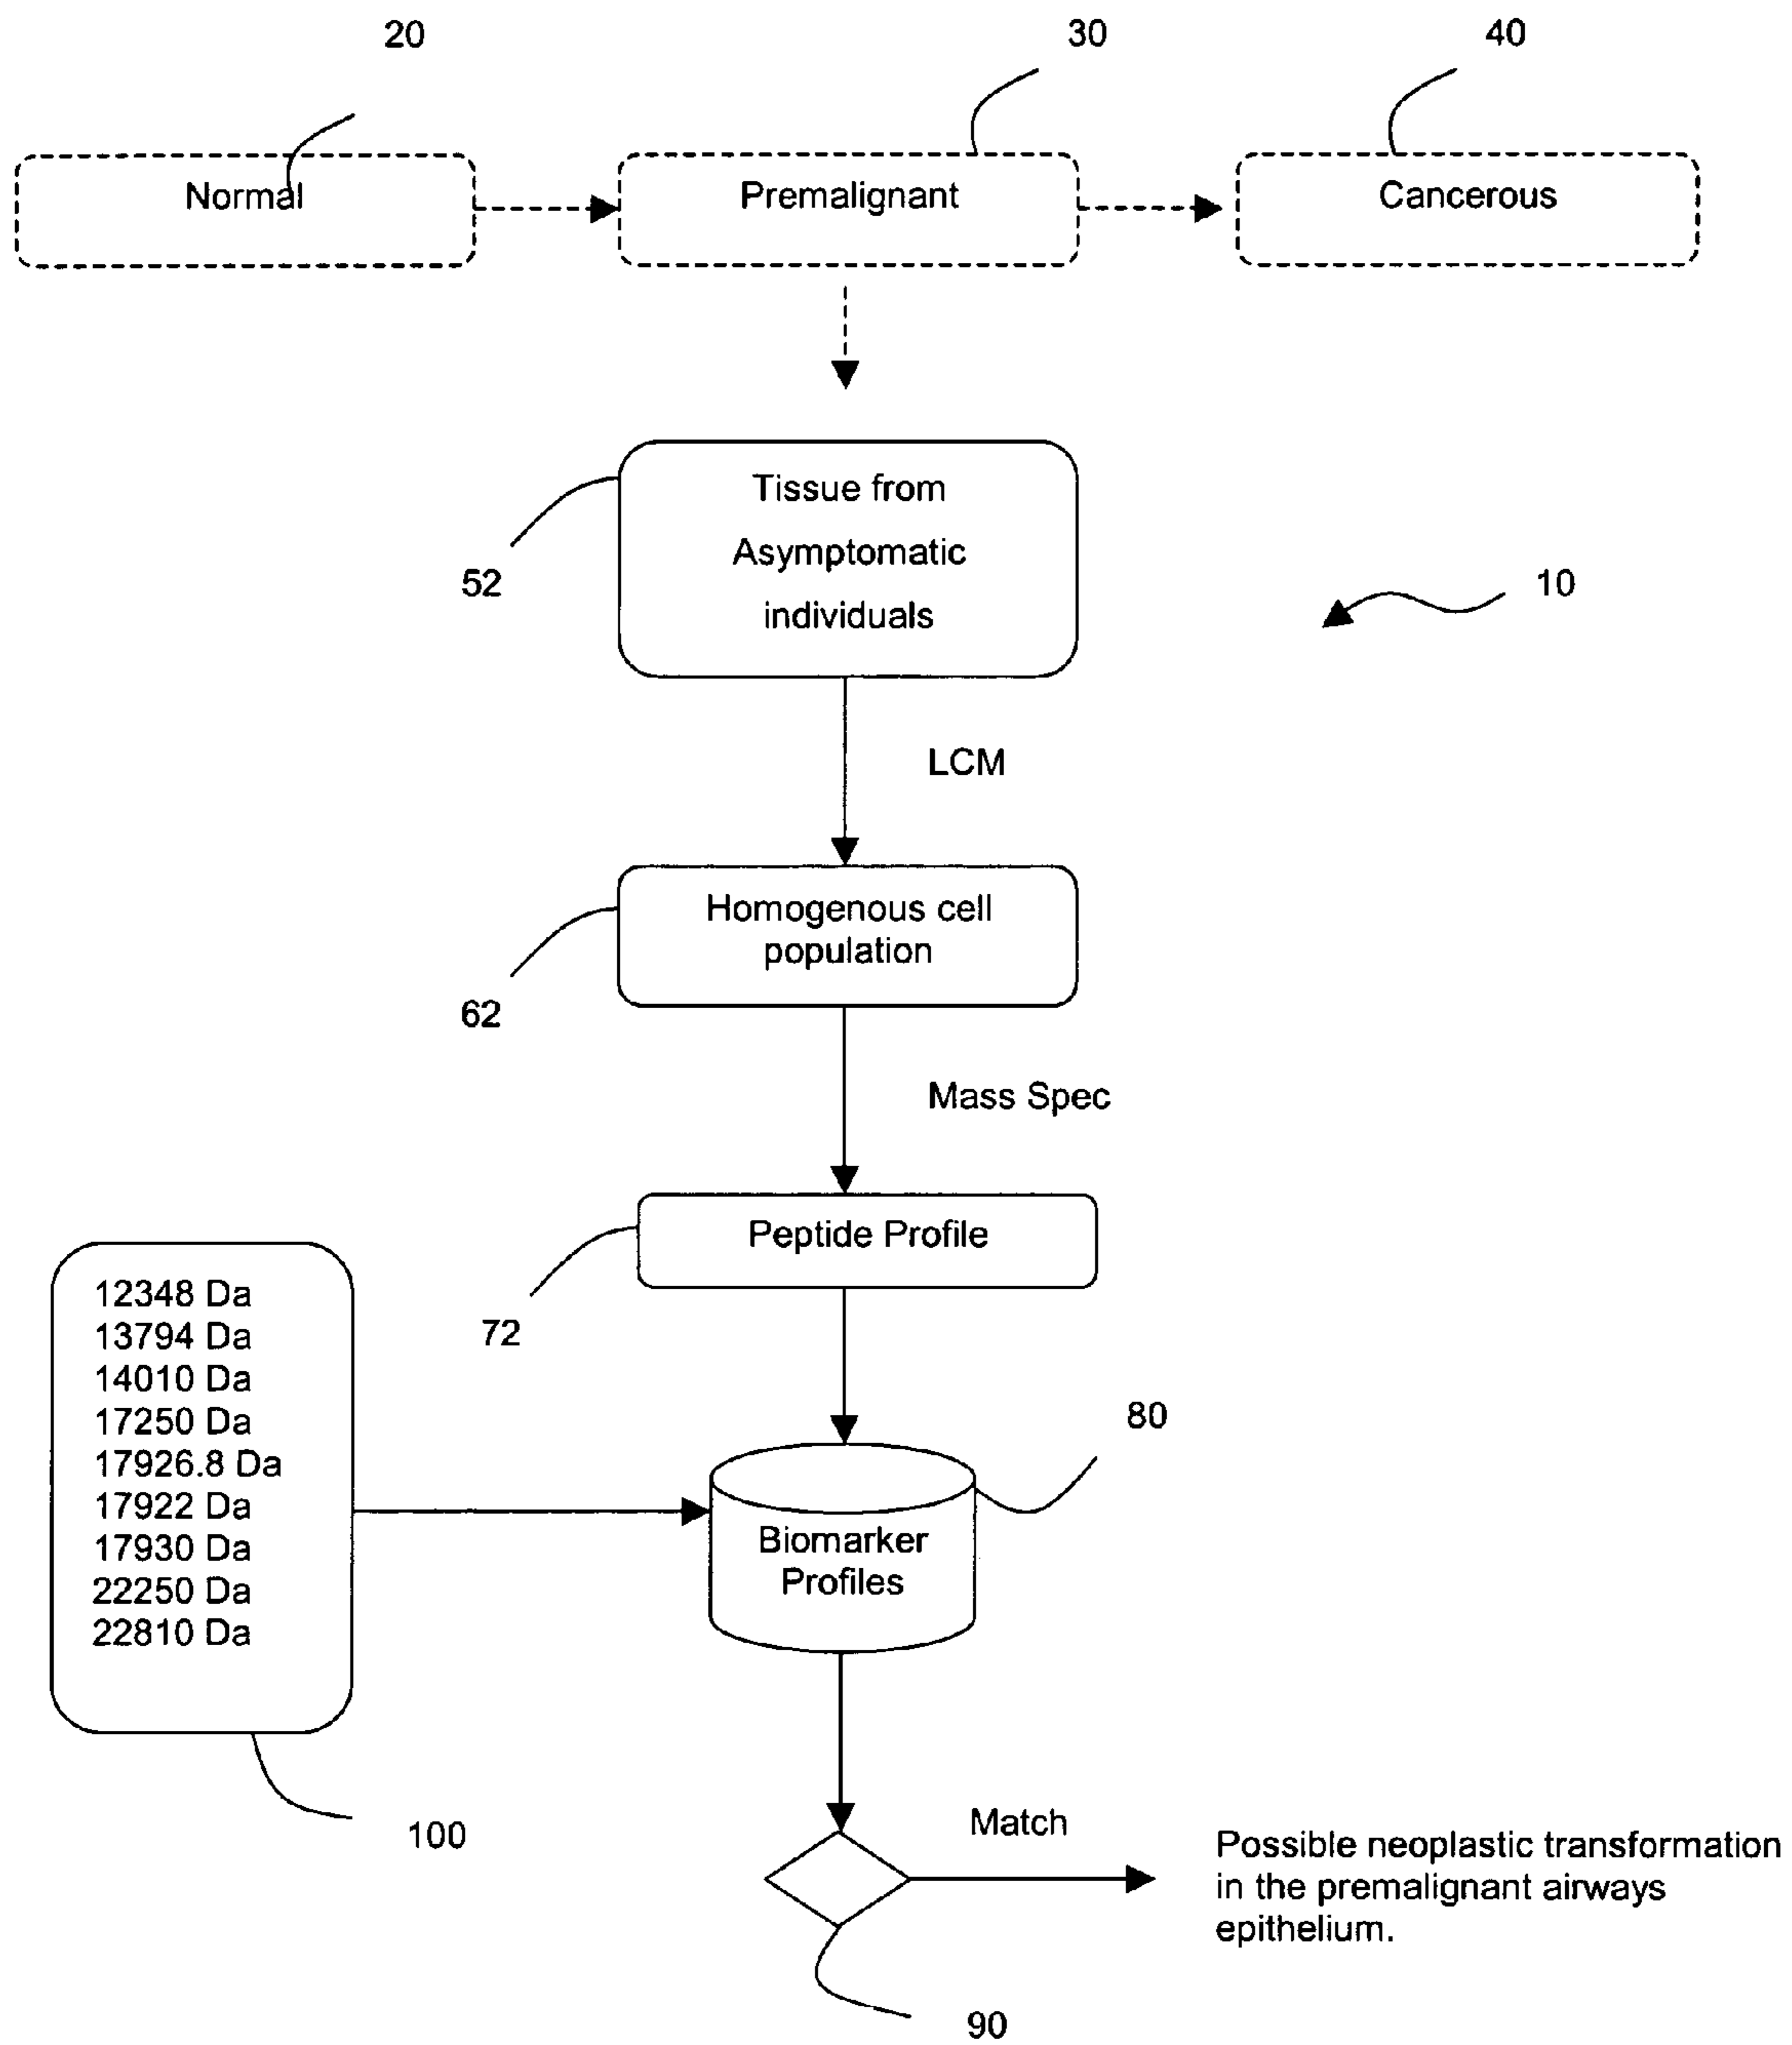 20
30
40
Normal
Premalignant
Cancerous
Tissue from
Asymptomatic
individuals
52
10
LCM
Homogenous cell
population
62
Mass Spec
Peptide Profile
72
12348 Da
13794 Da
14010 Da
17250 Da
17926.8 Da
17922 Da
17930 Da
22250 Da
22810 Da
80
Biomarker
Profiles
100
Match
Possible neoplastic transformation
in the premalignant airways
epithelium.
90